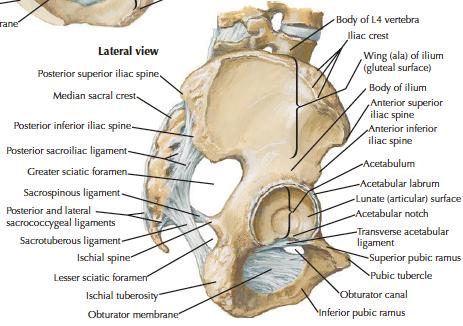 rane
Lateral view
Posterior superior iliac spine
Median sacral crest
Posterior inferior iliac spine
Posterior sacroiliac ligament
Greater sciatic foramen
Sacrospinous ligament
Posterior and lateral
sacrococcygeal ligaments
Sacrotuberous ligament
Ischial spine
Lesser sciatic foramen
Ischial tuberosity
Obturator membrane
Body of L4 vertebra
Iliac crest
Wing (ala) of ilium
(gluteal surface)
Body of ilium
Anterior superior
iliac spine
Anterior inferior
iliac spine
Acetabulum
Acetabular labrum
Lunate (articular) surface
Acetabular notch
Transverse acetabular
ligament
Superior pubic ramus
Pubic tubercle
Obturator canal
Inferior pubic ramus